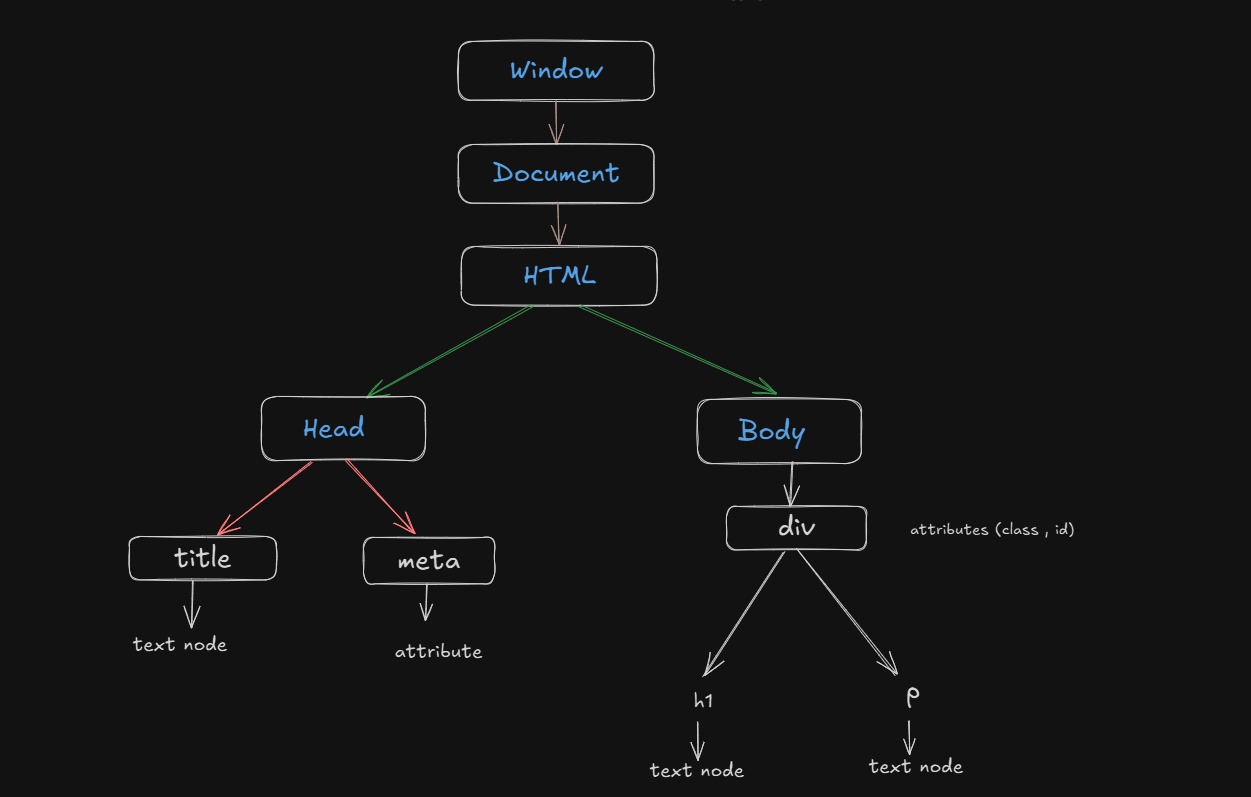 Window
Document
HTML
Head
Body
div
attributes (class , id)
title
meta
text node
attribute
h1
p
text node
text node